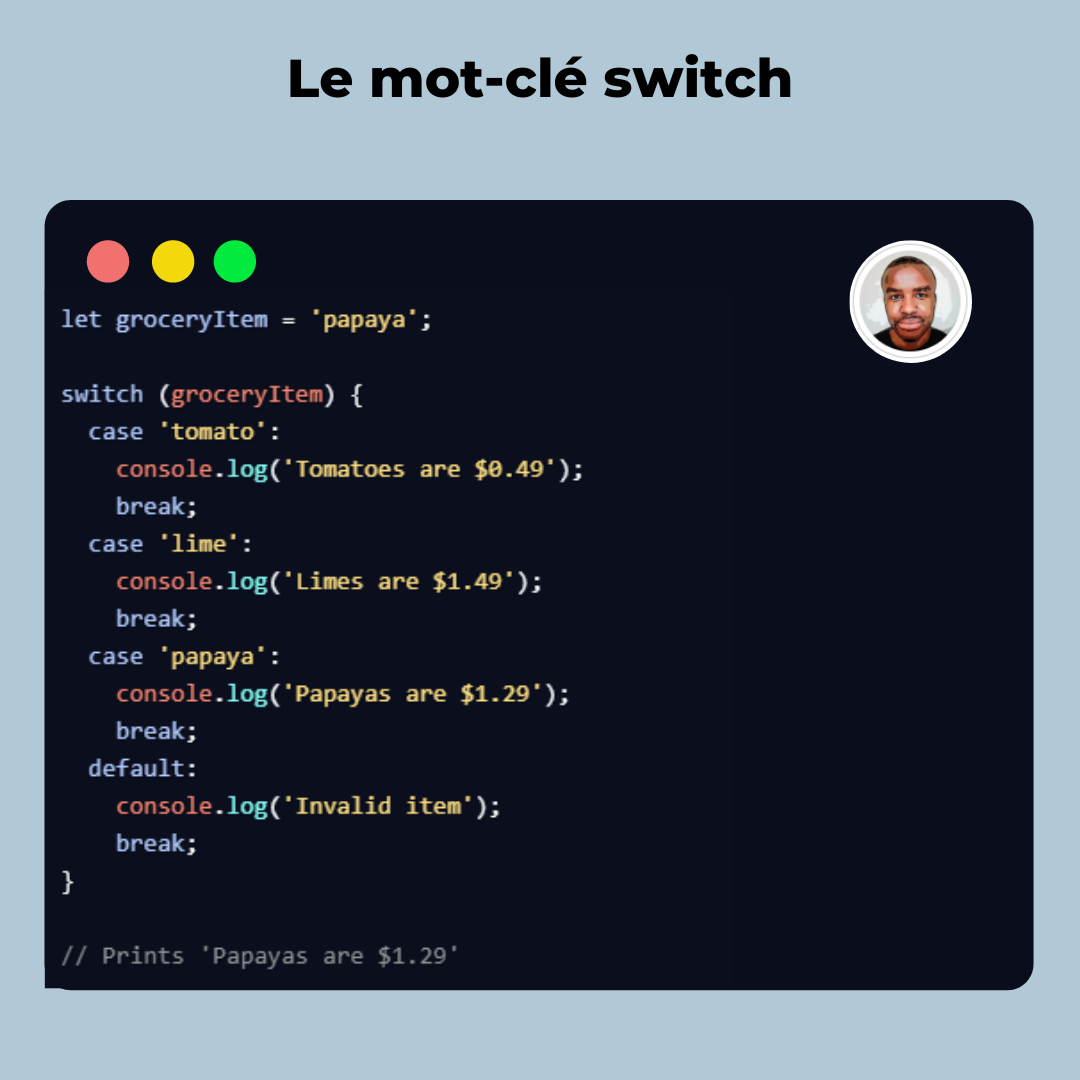 Le mot-clé switch
let groceryItem = 'papaya';
switch (groceryItem) {
case 'tomato':
console.log('Tomatoes are $0.49');
break;
case 'lime':
console.log('Limes are $1.49');
break;
case 'papaya':
console.log('Papayas are $1.29');
break;
default:
console.log('Invalid item');
break;
}
// Prints 'Papayas are $1.29'